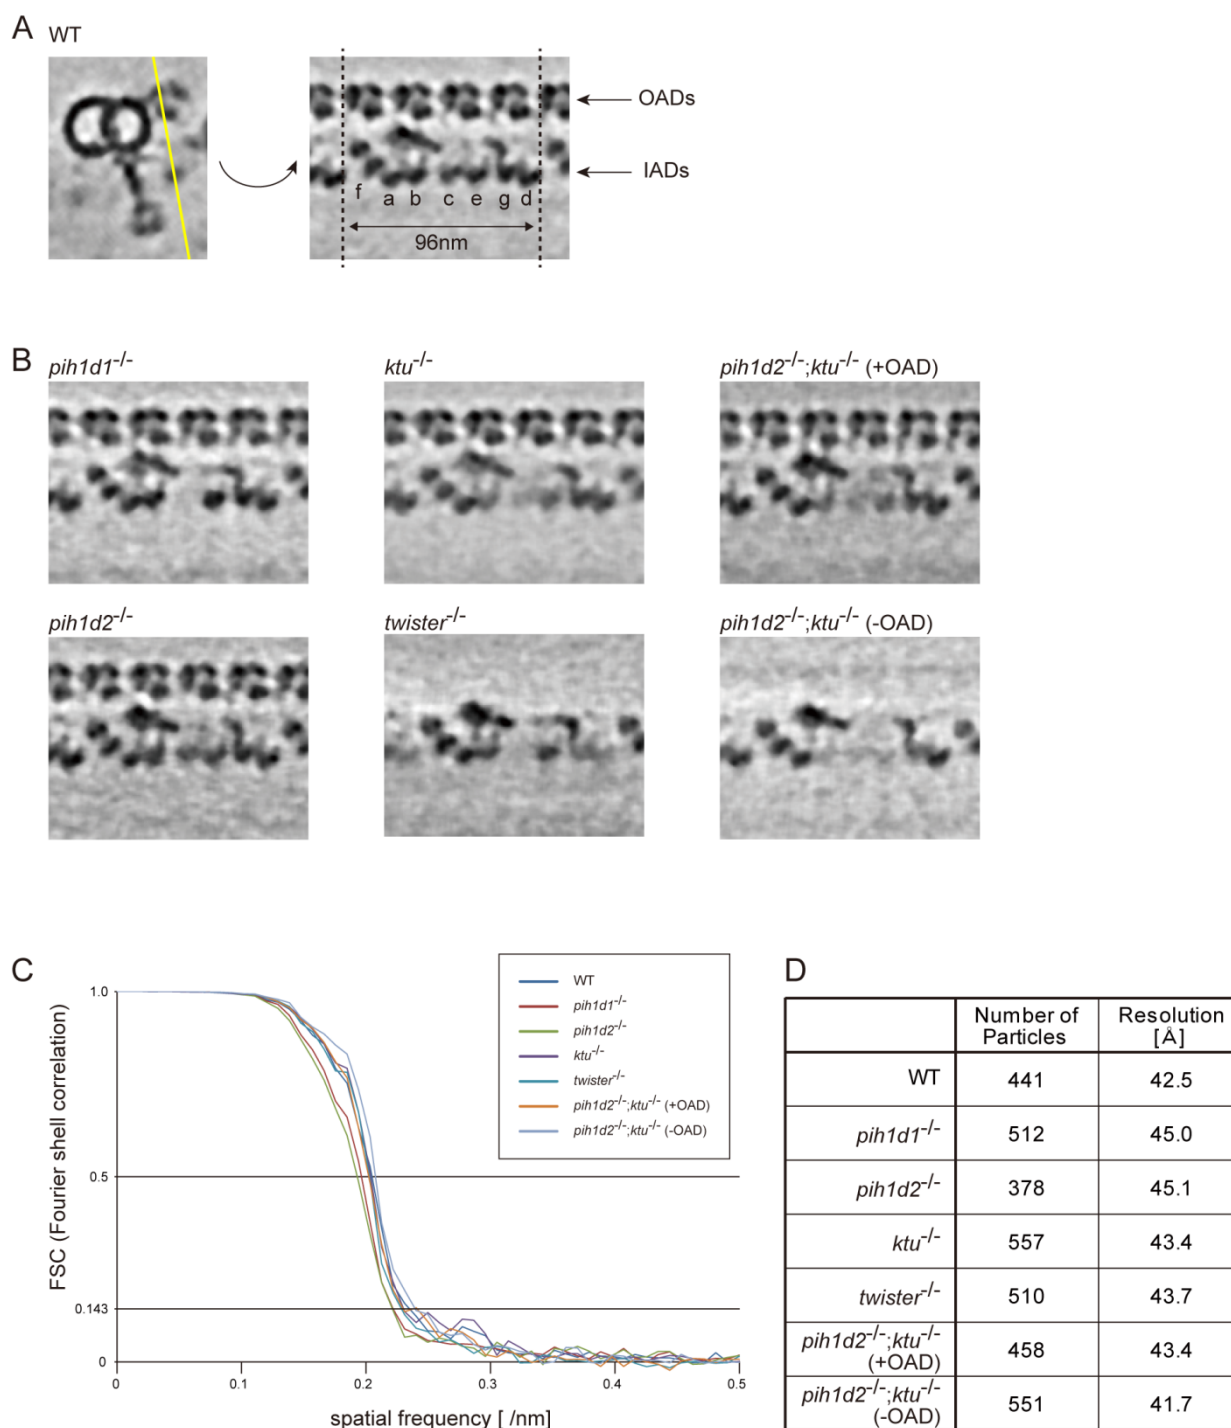 A
WT
OADs
IADs
f a b c e g d
96nm
B
pih1d1-/-
ktu-/-
pih1d2-/-;ktu-/- (+OAD)
pih1d2-/-
twister-/-
pih1d2-/-;ktu-/- (-OAD)
C
FSC (Fourier shell correlation)
1.0
0.5
0.143
0
0
0.1
0.2
0.3
0.4
0.5
spatial frequency [ /nm]
WT
pih1d1-/-
pih1d2-/-
ktu-/-
twister-/-
pih1d2-/-;ktu-/- (+OAD)
pih1d2-/-;ktu-/- (-OAD)
D
Number of Particles Resolution [Å]
WT 441 42.5
pih1d1-/- 512 45.0
pih1d2-/- 378 45.1
ktu-/- 557 43.4
twister-/- 510 43.7
pih1d2-/-;ktu-/- (+OAD) 458 43.4
pih1d2-/-;ktu-/- (-OAD) 551 41.7